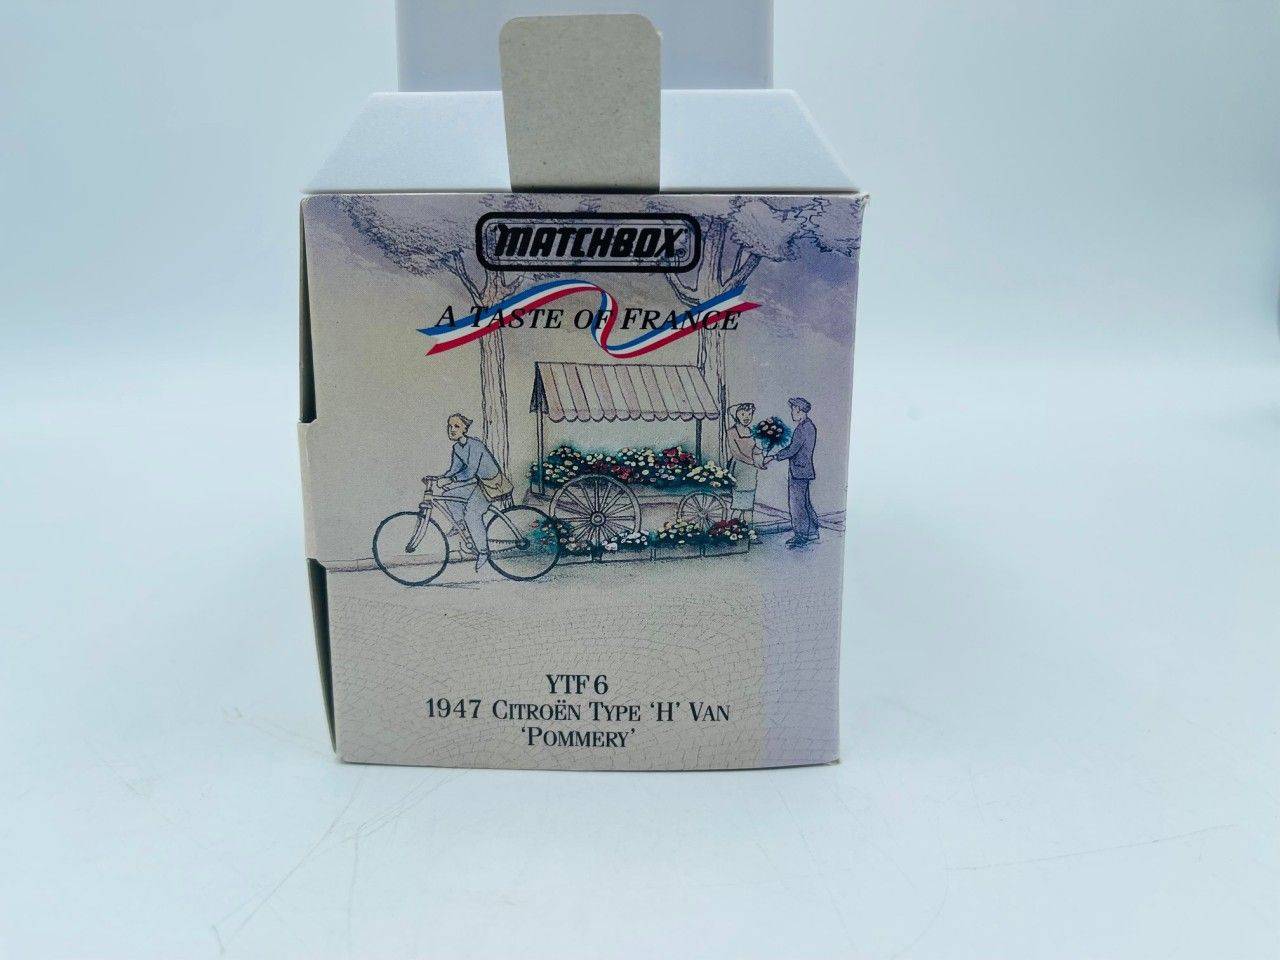 MATCHBOX
A TASTE OF FRANCE
YTF 6
1947 CITROËN TYPE ‘H’ VAN
‘POMMERY’